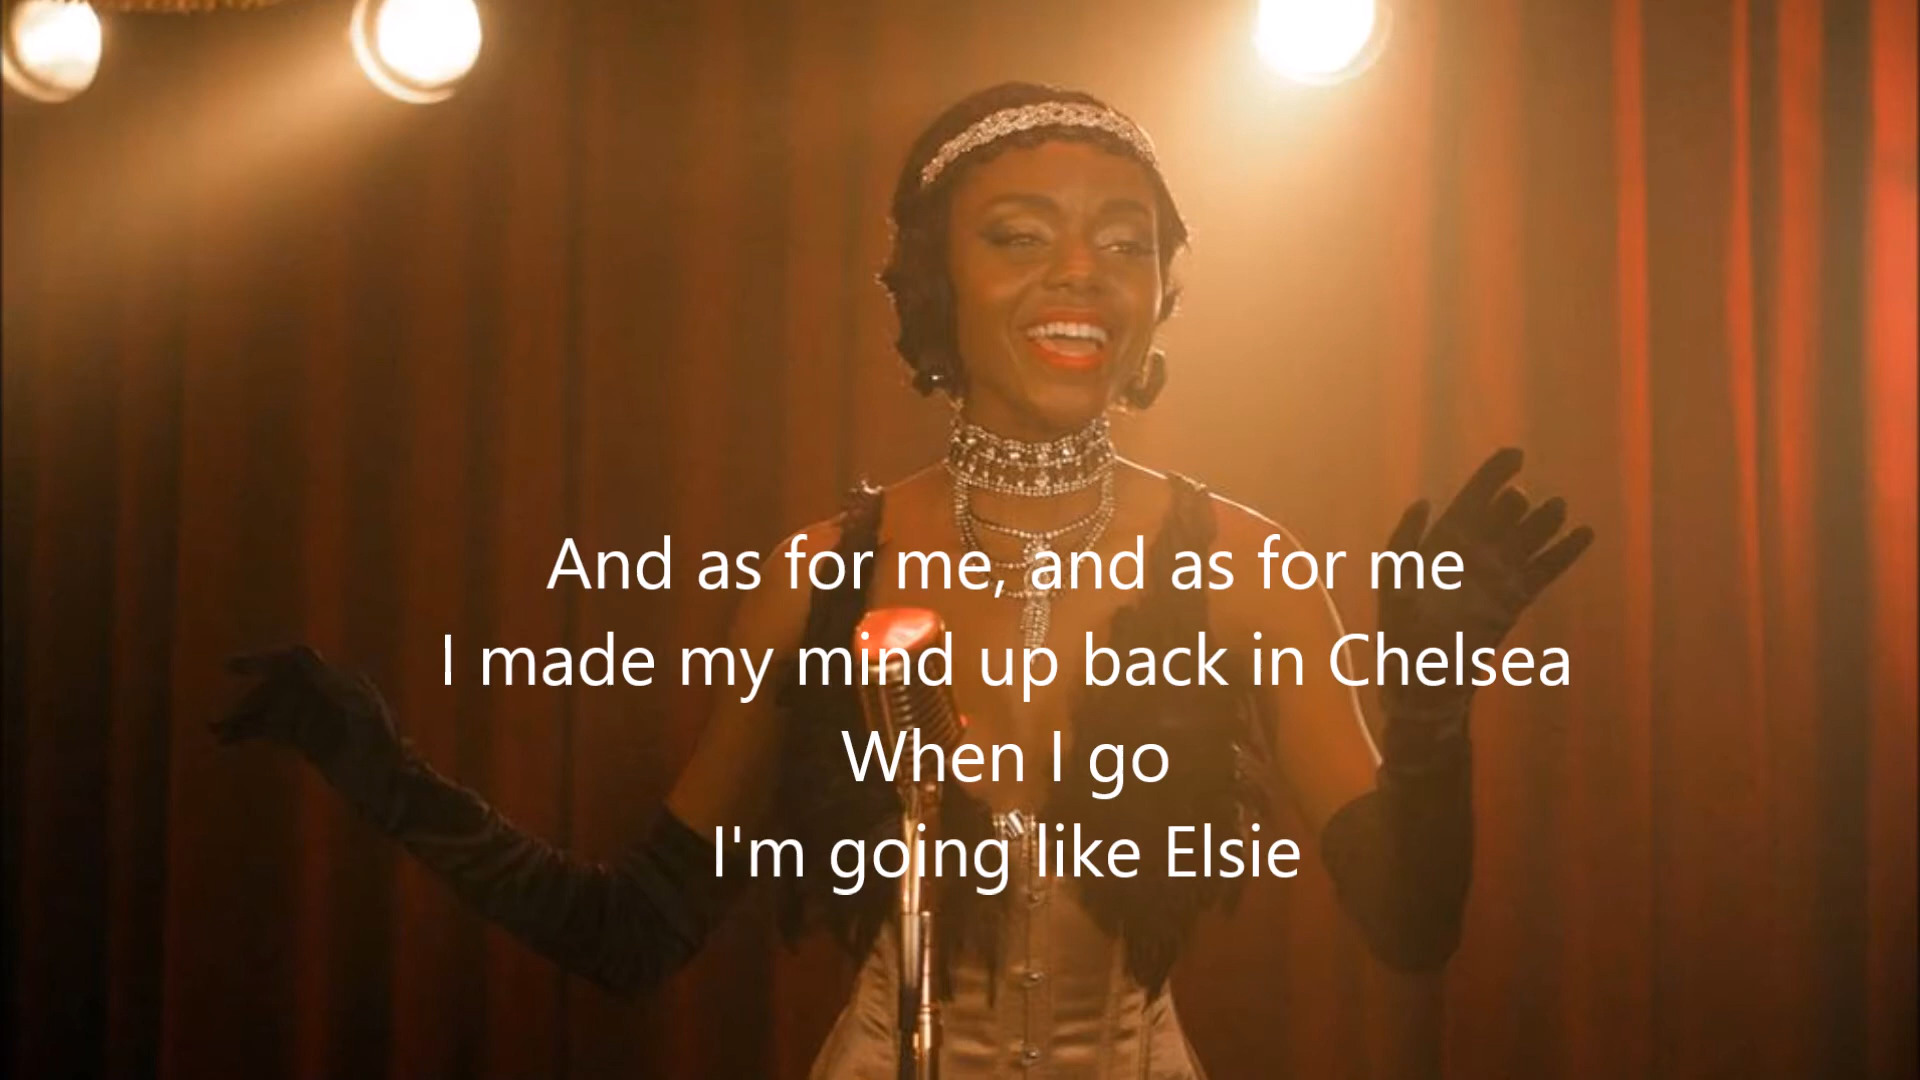 And as for me, and as for me
I made my mind up back in Chelsea
When I go
I'm going like Elsie